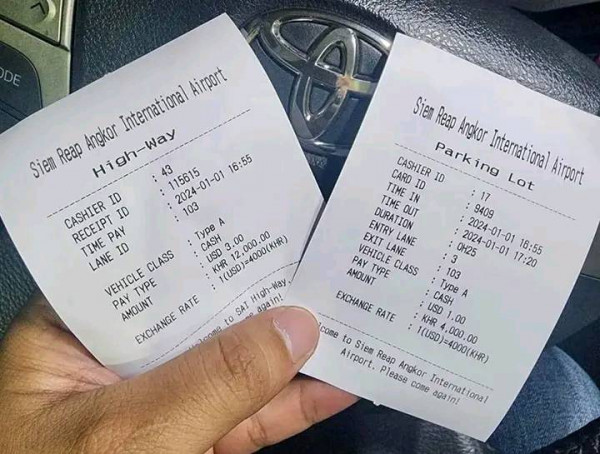 ODE
Siem Reap Angkor International Airport
High-Way
CASHIER ID : 43
RECEIPT ID : 115615
TIME PAY : 2024-01-01 16:55
LANE ID : 103
VEHICLE CLASS : Type A
PAY TYPE : CASH
AMOUNT : USD 3.00
: KHR 12,000.00
EXCHANGE RATE : 1(USD)=4000(KHR)
to SAI High-Way,
again!
Siem Reap Angkor International Airport
Parking Lot
CASHIER ID : 17
CARD ID : 9409
TIME IN : 2024-01-01 16:55
TIME OUT : 2024-01-01 17:20
DURATION : 0H25
ENTRY LANE : 3
EXIT LANE : 103
VEHICLE CLASS : Type A
PAY TYPE : CASH
AMOUNT : USD 1.00
: KHR 4,000.00
EXCHANGE RATE : 1(USD)=4000(KHR)
come to Siem Reap Angkor International
Airport. Please come again!